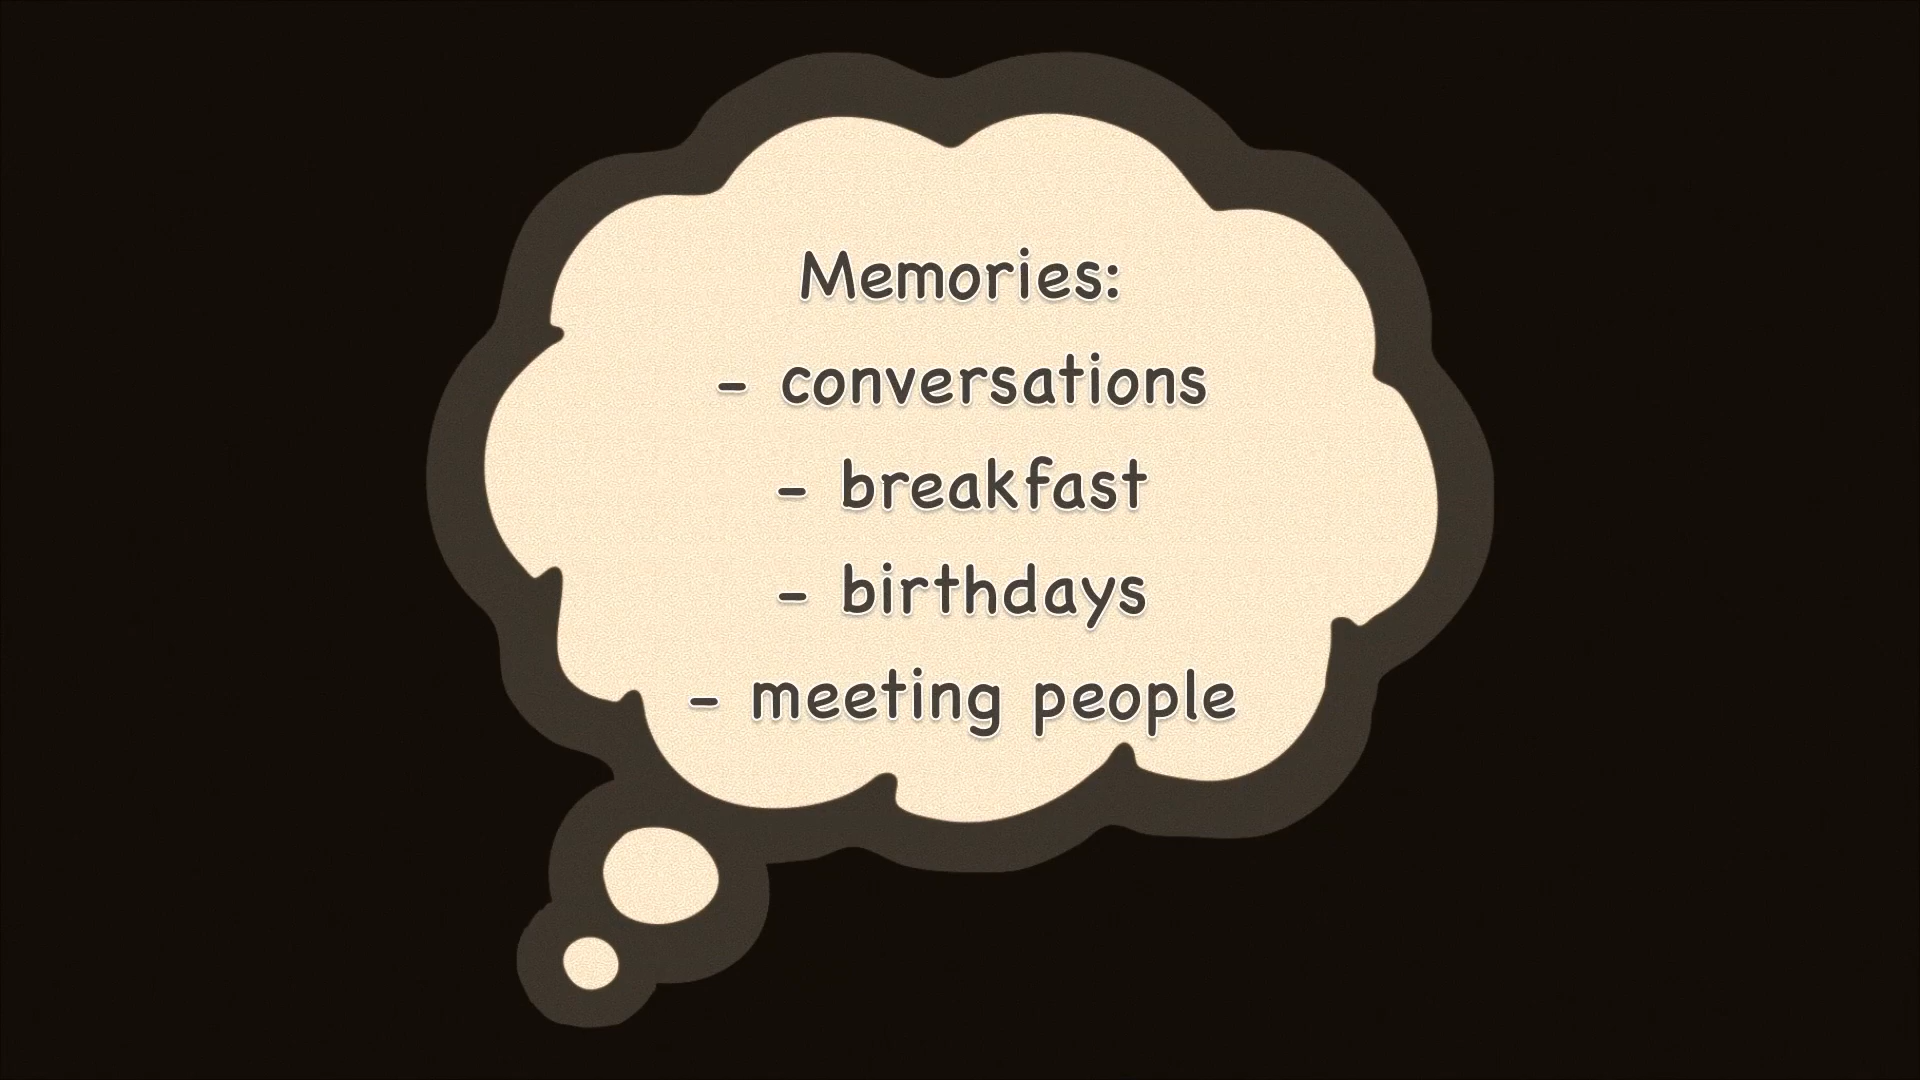 Memories:
- conversations
- breakfast
- birthdays
- meeting people